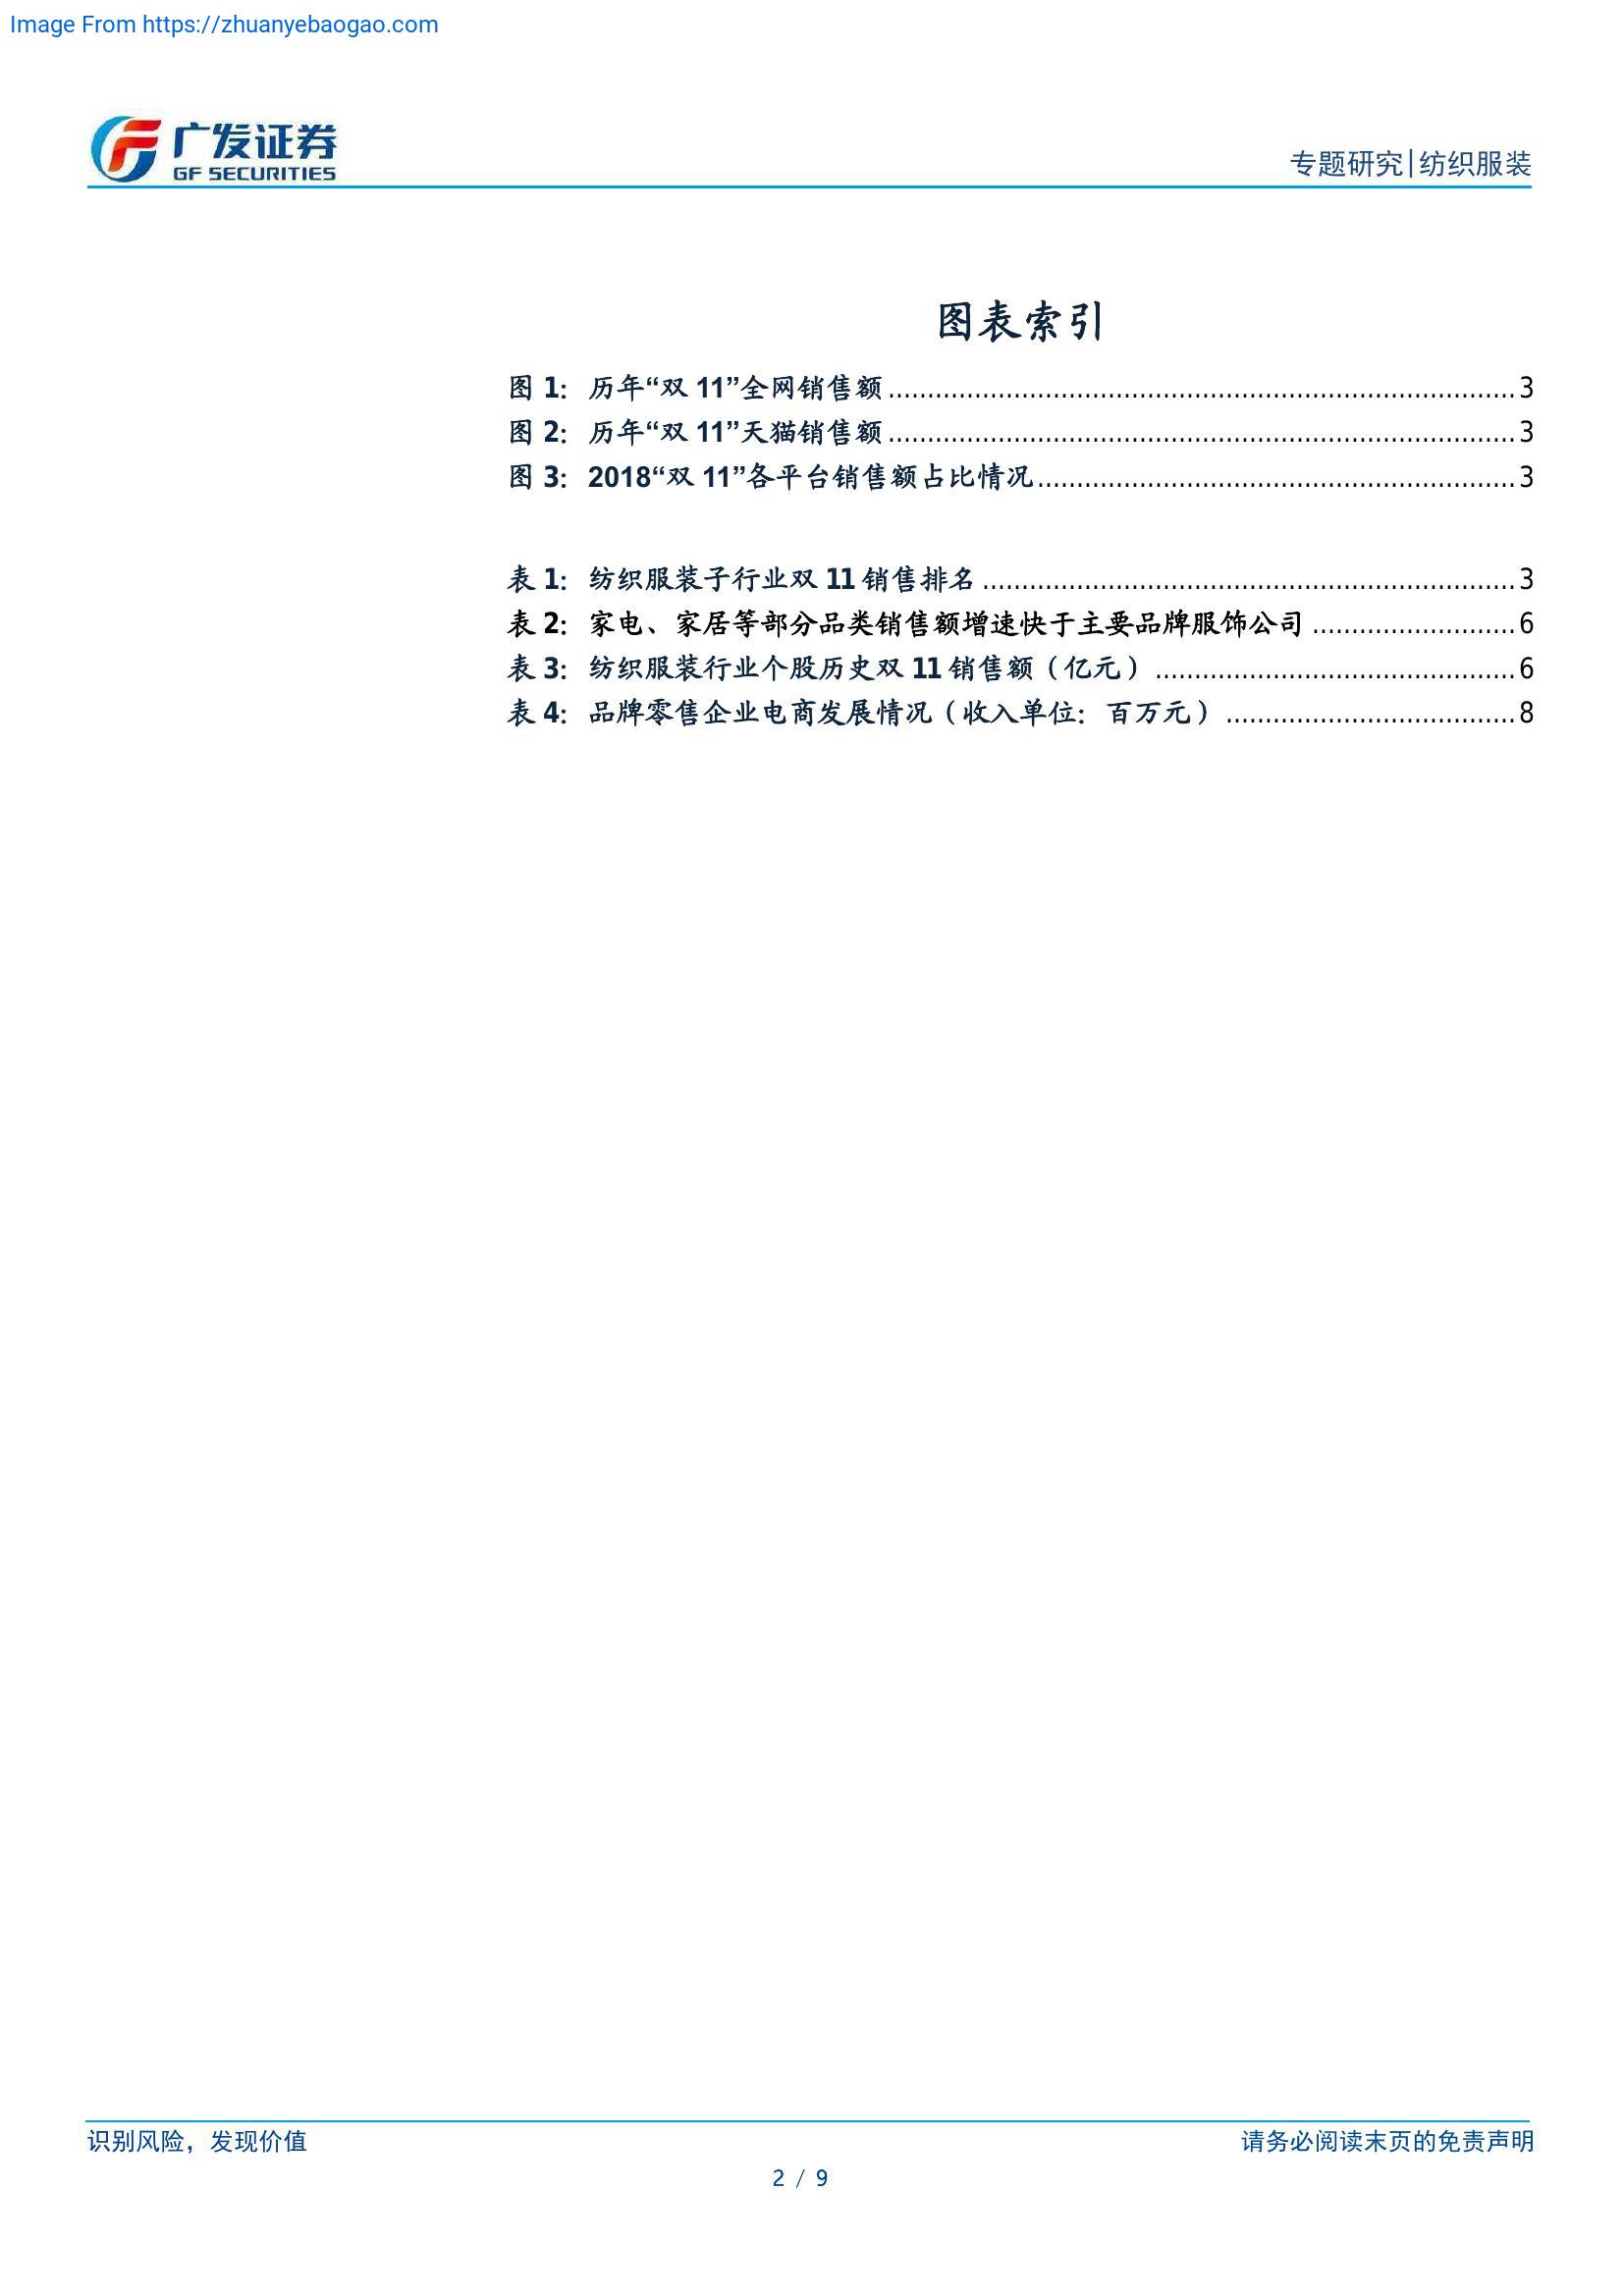 Image From https://zhuanyebaogao.com
广发证券
GF SECURITIES
专题研究|纺织服装
图表索引
图 1：历年“双 11”全网销售额........................................3
图 2：历年“双 11”天猫销售额........................................3
图 3：2018“双 11”各平台销售额占比情况........................................3
表 1：纺织服装子行业双 11 销售排名........................................3
表 2：家电、家居等部分品类销售额增速快于主要品牌服饰公司..........................6
表 3：纺织服装行业个股历史双 11 销售额（亿元）........................................6
表 4：品牌零售企业电商发展情况（收入单位：百万元）....................................8
识别风险，发现价值
请务必阅读末页的免责声明
2 / 9